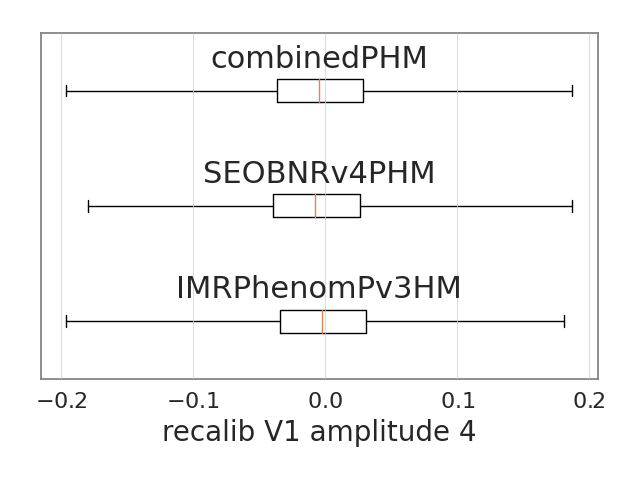 combinedPHM
SEOBNRv4PHM
IMRPhenomPv3HM
−0.2 −0.1 0.0 0.1 0.2
recalib V1 amplitude 4